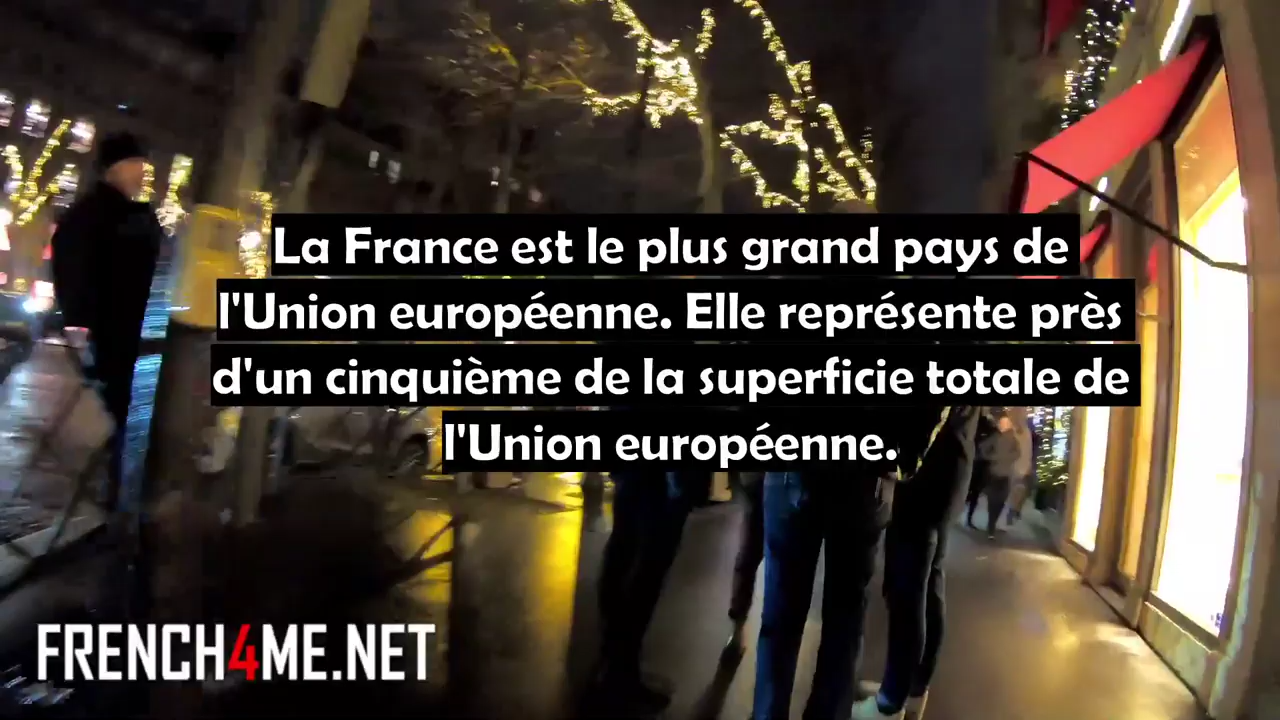 La France est le plus grand pays de
l'Union européenne. Elle représente près
d'un cinquième de la superficie totale de
l'Union européenne.
FRENCH4ME.NET